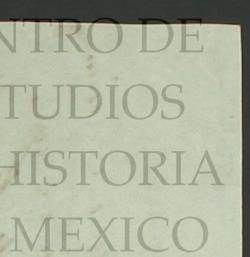 NTRO DE
TUDIOS
HISTORIA
MEXICO